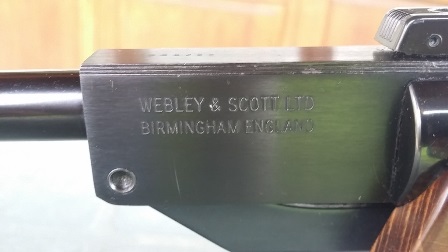 WEBLEY & SCOTT LTD
BIRMINGHAM ENGLAND